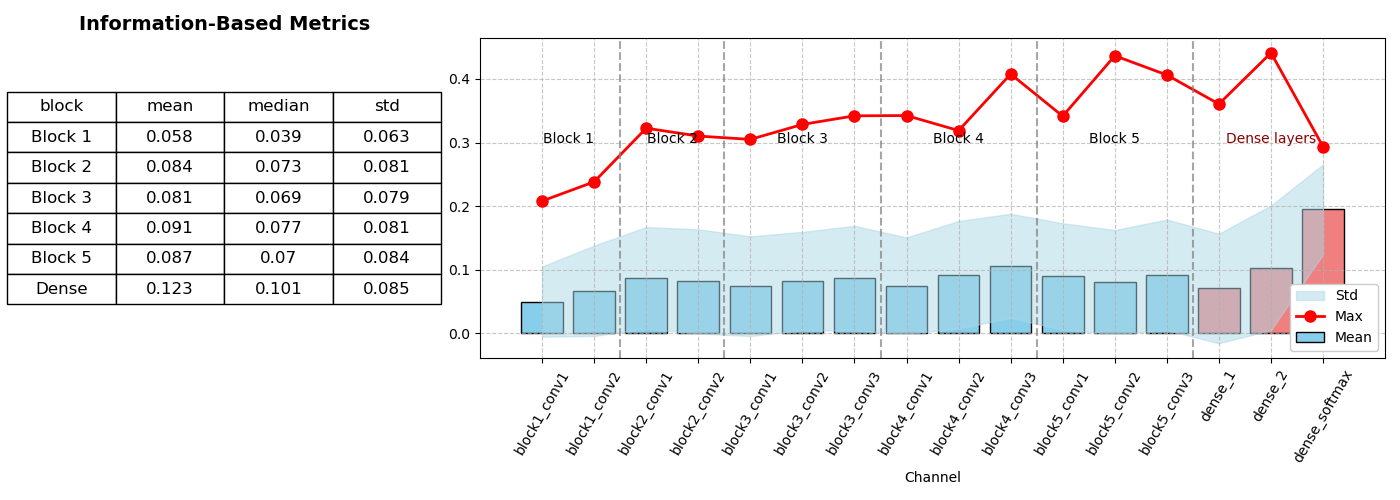 Information-Based Metrics
block mean median std
Block 1 0.058 0.039 0.063
Block 2 0.084 0.073 0.081
Block 3 0.081 0.069 0.079
Block 4 0.091 0.077 0.081
Block 5 0.087 0.07 0.084
Dense 0.123 0.101 0.085
0.4
0.3
0.2
0.1
0.0
Block 1 Block 2 Block 3 Block 4 Block 5 Dense layers
Std
Max
Mean
block1_conv1
block1_conv2
block2_conv1
block2_conv2
block3_conv1
block3_conv2
block3_conv3
block4_conv1
block4_conv2
block4_conv3
block5_conv1
block5_conv2
block5_conv3
dense_1
dense_2
dense_softmax
Channel